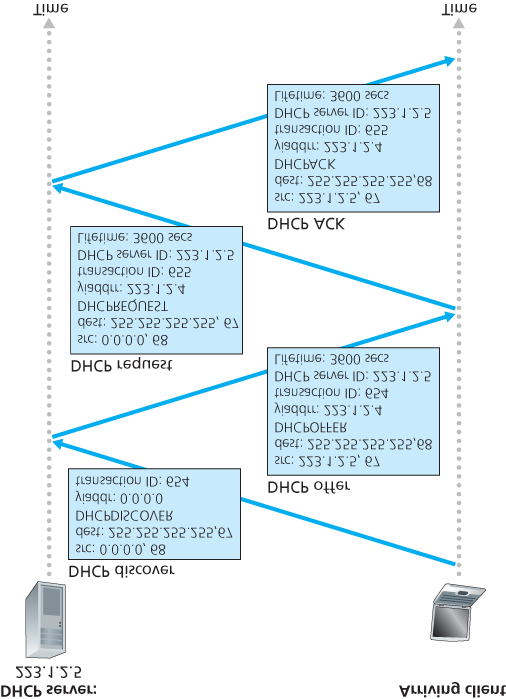 DHCP server:
223.1.2.5
Arriving client
DHCP discover
src: 0.0.0.0, 68
dest: 255.255.255.255,67
DHCPDISCOVER
yiaddr: 0.0.0.0
transaction ID: 654
DHCP offer
src: 223.1.2.5, 67
dest: 255.255.255.255,68
DHCPOFFER
yiaddrr: 223.1.2.4
transaction ID: 654
DHCP server ID: 223.1.2.5
Lifetime: 3600 secs
DHCP request
src: 0.0.0.0, 68
dest: 255.255.255.255, 67
DHCPREQUEST
yiaddrr: 223.1.2.4
transaction ID: 655
DHCP server ID: 223.1.2.5
Lifetime: 3600 secs
DHCP ACK
src: 223.1.2.5, 67
dest: 255.255.255.255,68
DHCPACK
yiaddrr: 223.1.2.4
transaction ID: 655
DHCP server ID: 223.1.2.5
Lifetime: 3600 secs
Time
Time